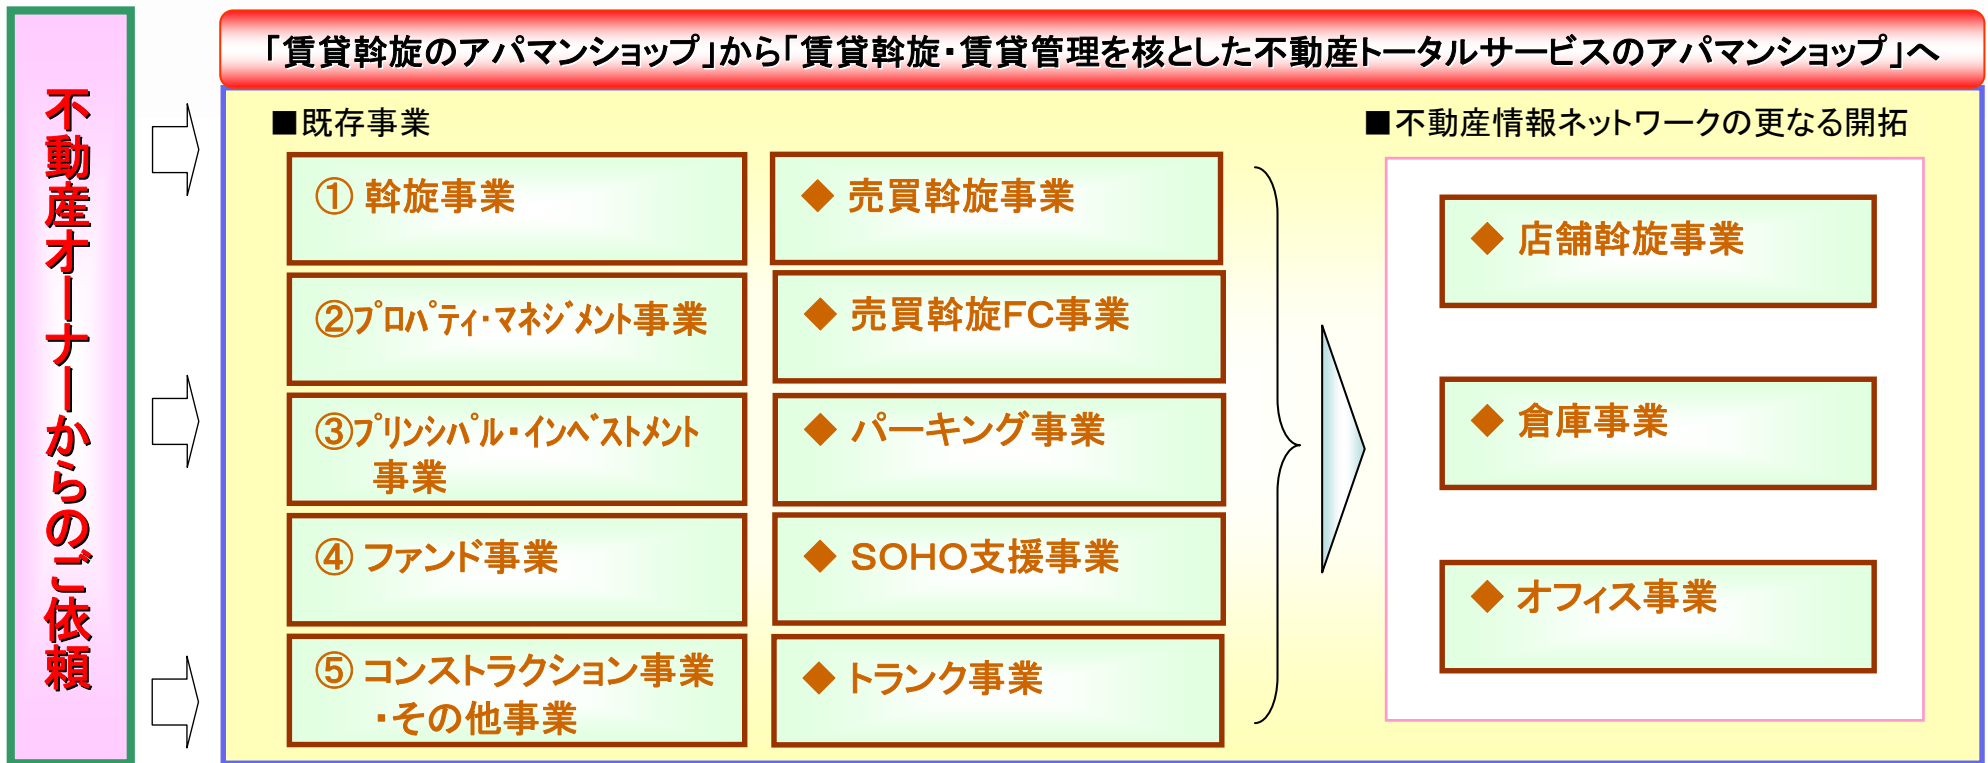 不動産オーナーからのご依頼
「賃貸斡旋のアパマンショップ」から「賃貸斡旋・賃貸管理を核とした不動産トータルサービスのアパマンショップ」へ
■既存事業
① 斡旋事業
②ﾌﾟﾛﾊﾟﾃｨ・ﾏﾈｼﾞﾒﾝﾄ事業
③ﾌﾟﾘﾝｼﾊﾟﾙ・ｲﾝﾍﾞｽﾄﾒﾝﾄ
事業
④ ファンド事業
⑤ コンストラクション事業
・その他事業
◆ 売買斡旋事業
◆ 売買斡旋FC事業
◆ パーキング事業
◆ SOHO支援事業
◆ トランク事業
■不動産情報ネットワークの更なる開拓
◆ 店舗斡旋事業
◆ 倉庫事業
◆ オフィス事業